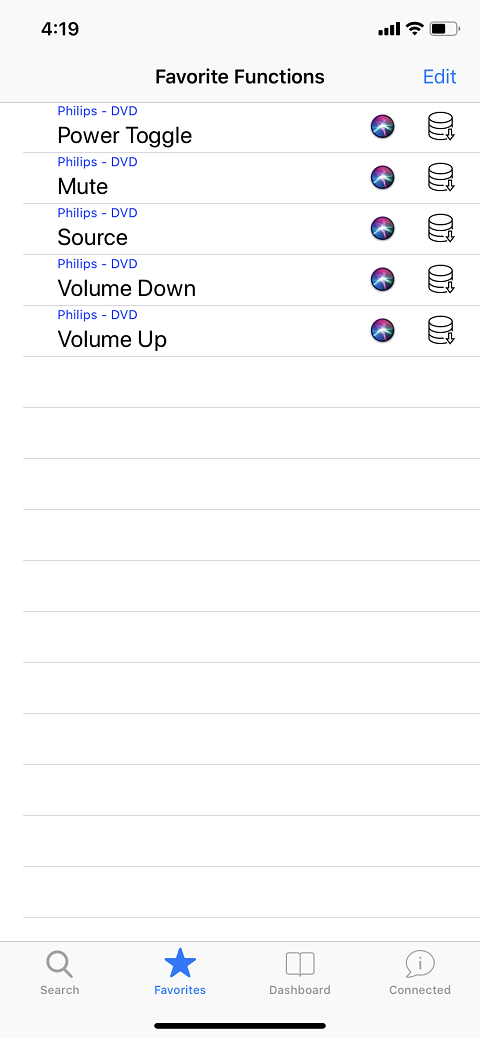 4:19
Favorite Functions
Edit
Philips - DVD
Power Toggle
Philips - DVD
Mute
Philips - DVD
Source
Philips - DVD
Volume Down
Philips - DVD
Volume Up
Search
Favorites
Dashboard
Connected